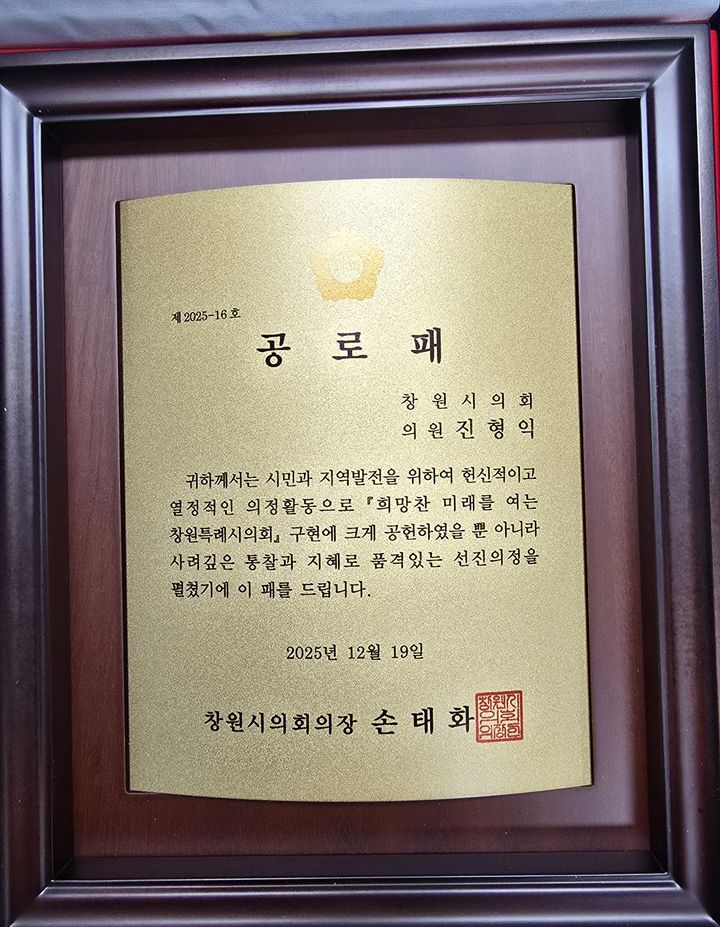 제 2025-16 호
공 로 패
창 원 시 의 회
의 원 진 형 익
귀하께서는 시민과 지역발전을 위하여 헌신적이고
열정적인 의정활동으로 『희망찬 미래를 여는
창원특례시의회』 구현에 크게 공헌하였을 뿐 아니라
사려깊은 통찰과 지혜로 품격있는 선진의정을
펼쳤기에 이 패를 드립니다.
2025년 12월 19일
창원시의회의장 손 태 화